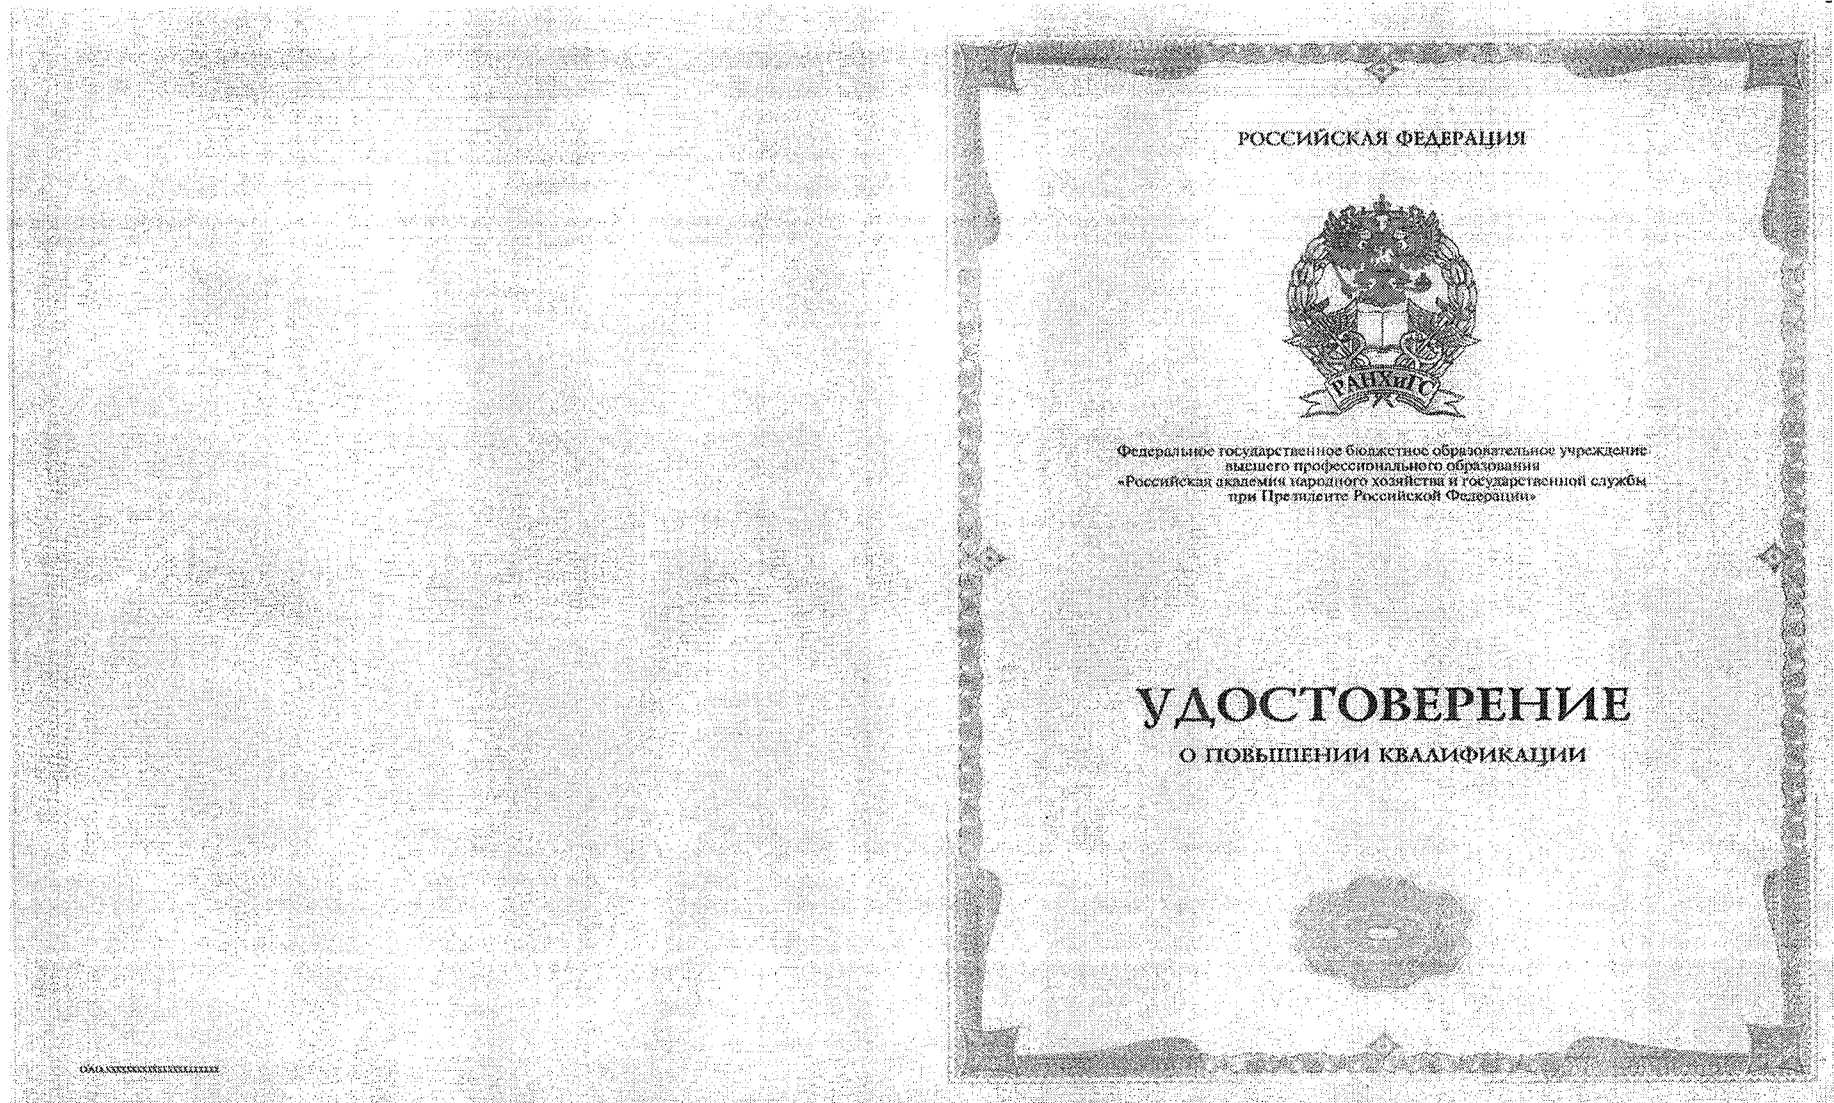 РОССИЙСКАЯ ФЕДЕРАЦИЯ
РАНХиГС
Федеральное государственное бюджетное образовательное учреждение
высшего профессионального образования
«Российская академия народного хозяйства и государственной службы
при Президенте Российской Федерации»
УДОСТОВЕРЕНИЕ
О ПОВЫШЕНИИ КВАЛИФИКАЦИИ